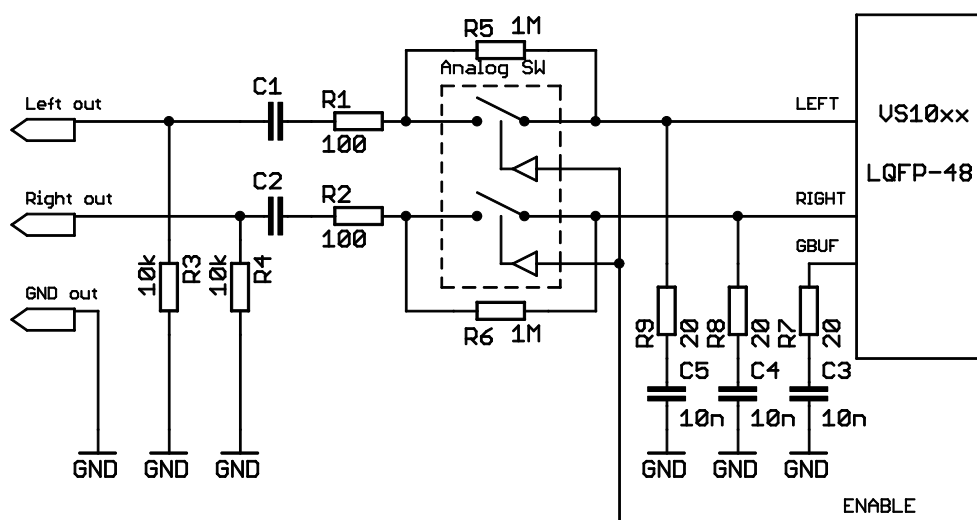 R5 1M
Analog SW
C1
Left out
R1
100
LEFT
VS10xx
LQFP-48
C2
Right out
R2
100
RIGHT
GBUF
10k
R3
10k
R4
GND out
R6 1M
R9
20
R8
20
R7
20
C5
C4
C3
10n
10n
10n
GND
GND
GND
GND
GND
GND
ENABLE